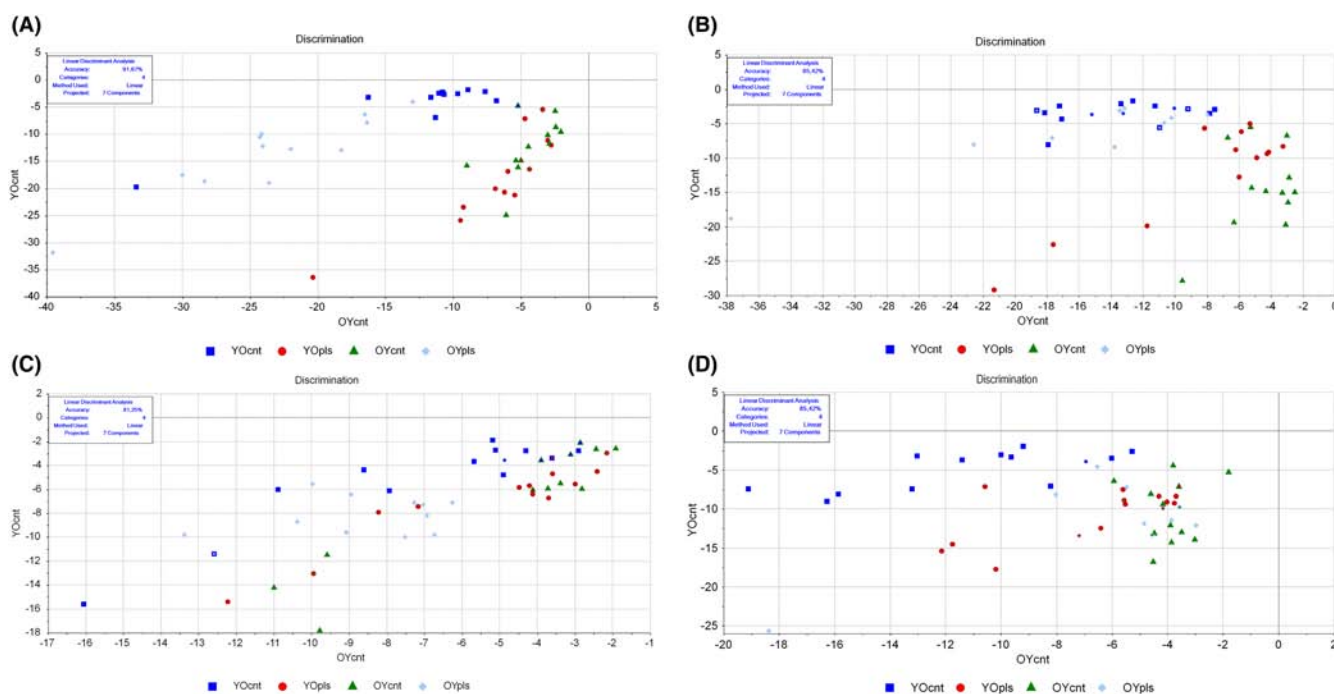 (A)
Discrimination
Linear Discriminant Analysis
Accuracy: 91,67%
Categories: 4
Method Used: Linear
Projected: 7 Components
YOcnt
5
0
-5
-10
-15
-20
-25
-30
-35
-40
-40 -35 -30 -25 -20 -15 -10 -5 0 5
OYcnt
YOcnt YOpls OYcnt OYpls
(B)
Discrimination
Linear Discriminant Analysis
Accuracy: 85,42%
Categories: 4
Method Used: Linear
Projected: 7 Components
YOcnt
5
0
-5
-10
-15
-20
-25
-30
-38 -36 -34 -32 -30 -28 -26 -24 -22 -20 -18 -16 -14 -12 -10 -8 -6 -4 -2 0
OYcnt
YOcnt YOpls OYcnt OYpls
(C)
Discrimination
Linear Discriminant Analysis
Accuracy: 81,25%
Categories: 4
Method Used: Linear
Projected: 7 Components
YOcnt
2
0
-2
-4
-6
-8
-10
-12
-14
-16
-18
-17 -16 -15 -14 -13 -12 -11 -10 -9 -8 -7 -6 -5 -4 -3 -2 -1
OYcnt
YOcnt YOpls OYcnt OYpls
(D)
Discrimination
Linear Discriminant Analysis
Accuracy: 85,42%
Categories: 4
Method Used: Linear
Projected: 7 Components
YOcnt
5
0
-5
-10
-15
-20
-25
-20 -18 -16 -14 -12 -10 -8 -6 -4 -2 0 2
OYcnt
YOcnt YOpls OYcnt OYpls